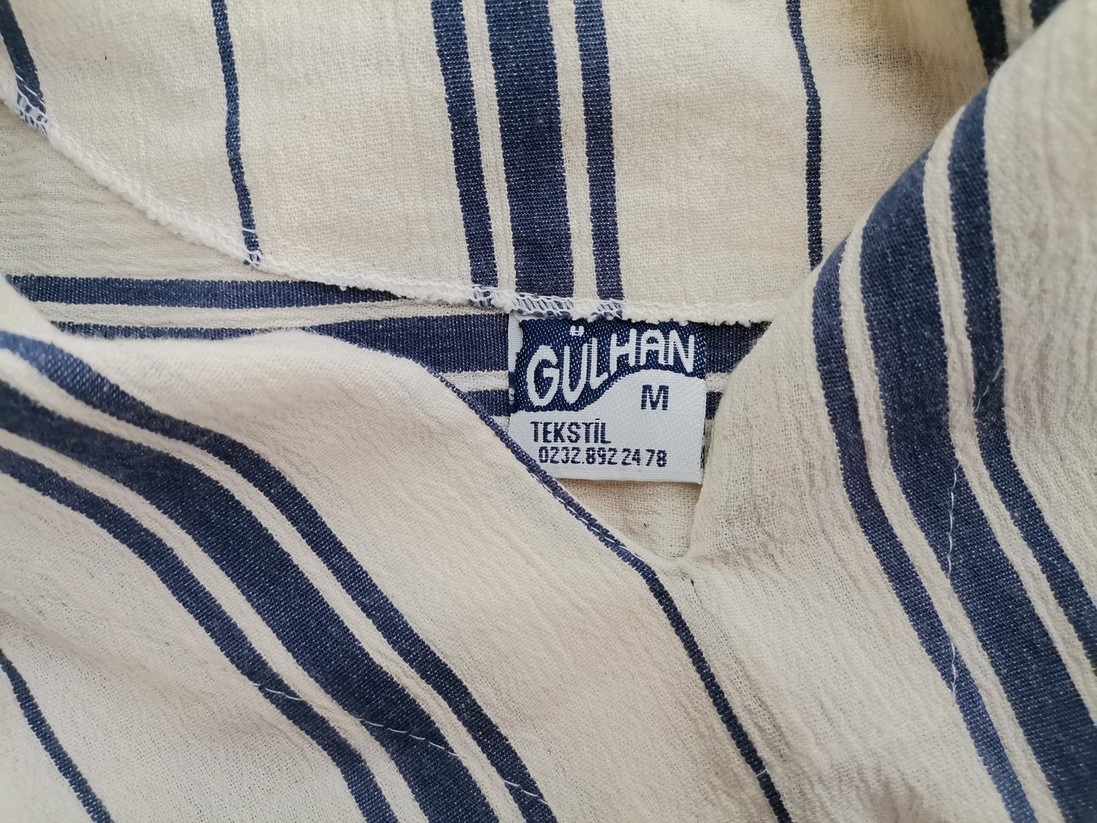 GÜLHAN
M
TEKSTİL
0232.892 24 78